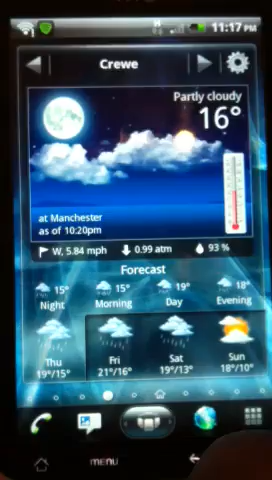 H
11:17 PM
Crewe
Partly cloudy
16°
at Manchester
as of 10:20pm
W, 5.84 mph
0.99 atm
93 %
Forecast
15° 15° 19° 18°
Night Morning Day Evening
Thu Fri Sat Sun
19°/15° 21°/16° 19°/13° 18°/10°
MENU